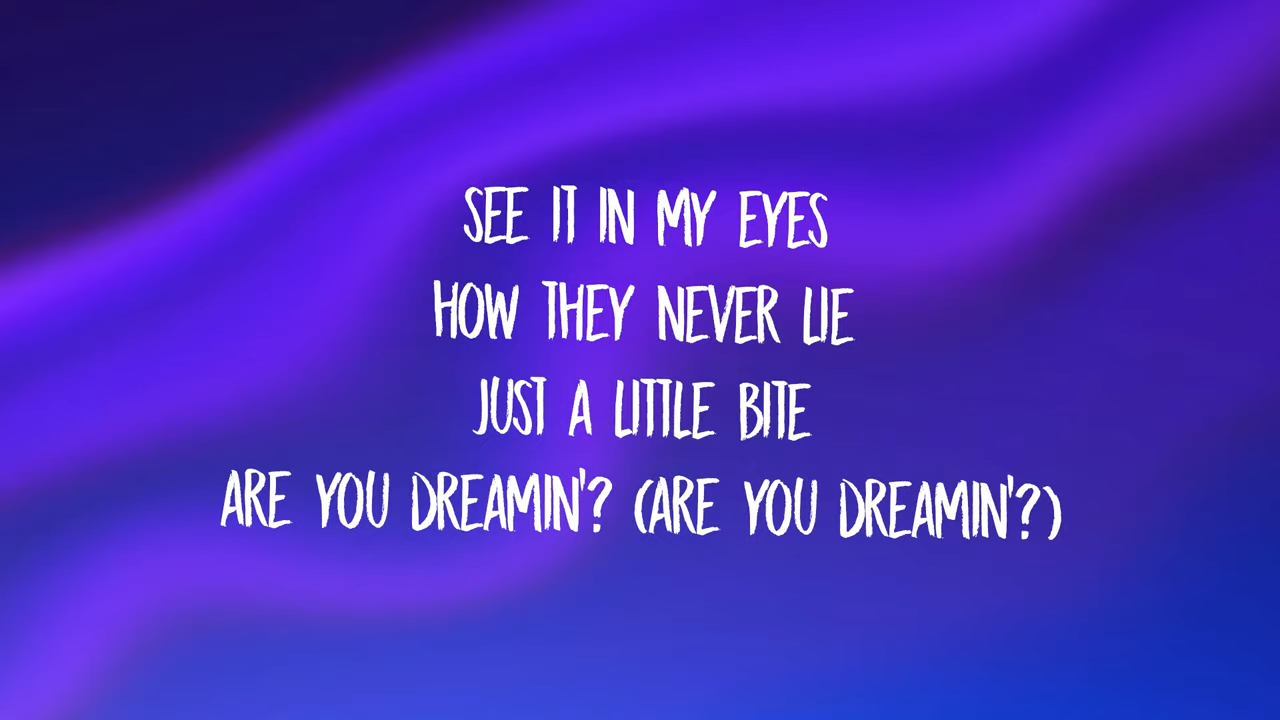 SEE IT IN MY EYES
HOW THEY NEVER LIE
JUST A LITTLE BITE
ARE YOU DREAMIN'? (ARE YOU DREAMIN'?)